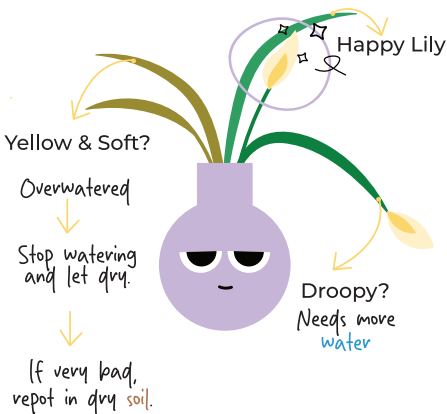 Happy Lily
Yellow & Soft?
Overwatered
Stop watering
and let dry.
If very bad,
repot in dry soil.
Droopy?
Needs more
water